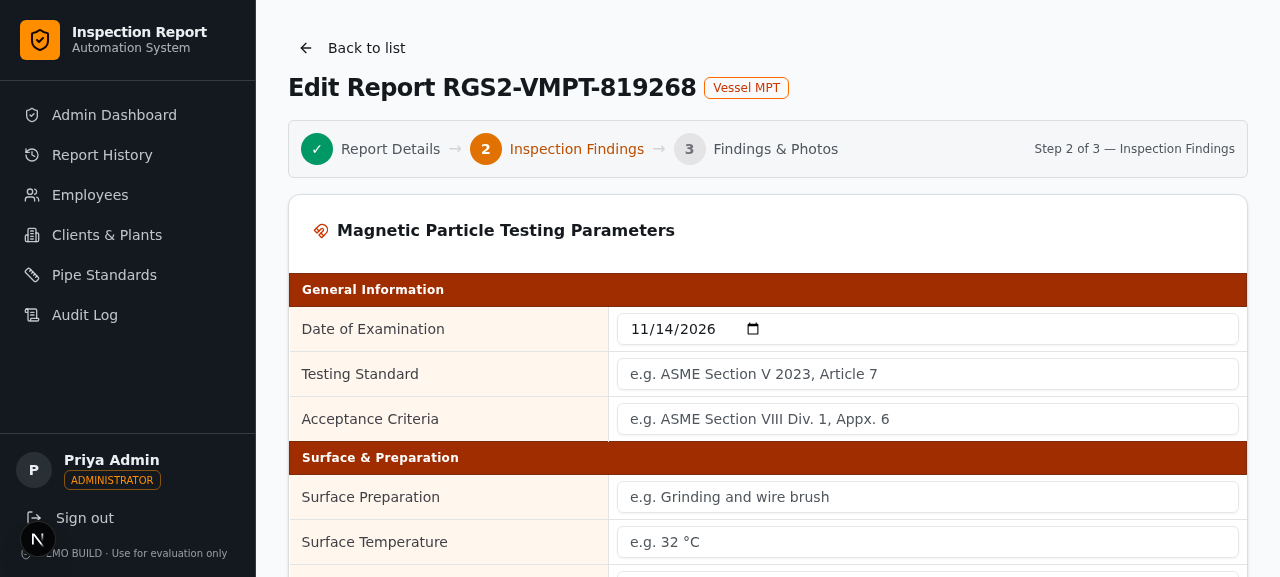 Inspection Report
Automation System
Admin Dashboard
Report History
Employees
Clients & Plants
Pipe Standards
Audit Log
P
Priya Admin
ADMINISTRATOR
Sign out
N
EMO BUILD · Use for evaluation only
← Back to list
Edit Report RGS2-VMPT-819268 Vessel MPT
✓ Report Details → 2 Inspection Findings → 3 Findings & Photos Step 2 of 3 — Inspection Findings
Magnetic Particle Testing Parameters
General Information
Date of Examination 11/14/2026
Testing Standard e.g. ASME Section V 2023, Article 7
Acceptance Criteria e.g. ASME Section VIII Div. 1, Appx. 6
Surface & Preparation
Surface Preparation e.g. Grinding and wire brush
Surface Temperature e.g. 32 °C